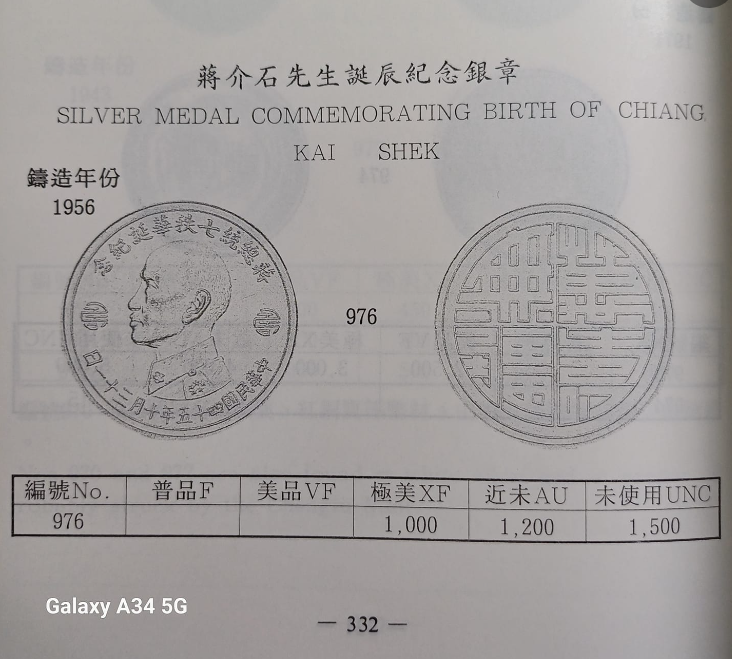 蔣介石先生誕辰紀念銀章
SILVER MEDAL COMMEMORATING BIRTH OF CHIANG
KAI SHEK
鑄造年份
1956
蔣總統七秩華誕紀念
中華民國四十五年十月三十一日
976
萬壽無疆
編號No. 普品F 美品VF 極美XF 近未AU 未使用UNC
976 1,000 1,200 1,500
Galaxy A34 5G
— 332 —